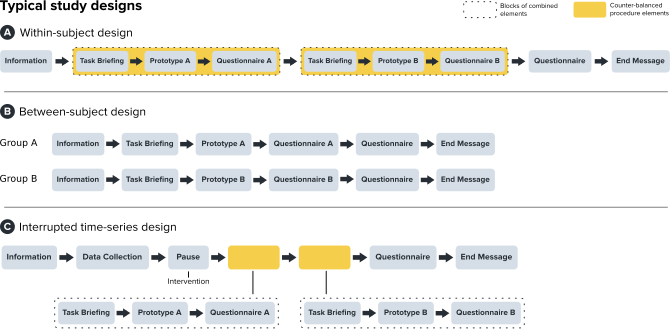 Typical study designs
Blocks of combined
elements
Counter-balanced
procedure elements
A Within-subject design
Information Task Briefing Prototype A Questionnaire A Task Briefing Prototype B Questionnaire B Questionnaire End Message
B Between-subject design
Group A Information Task Briefing Prototype A Questionnaire A Questionnaire End Message
Group B Information Task Briefing Prototype B Questionnaire B Questionnaire End Message
C Interrupted time-series design
Information Data Collection Pause Questionnaire End Message
Intervention
Task Briefing Prototype A Questionnaire A Task Briefing Prototype B Questionnaire B